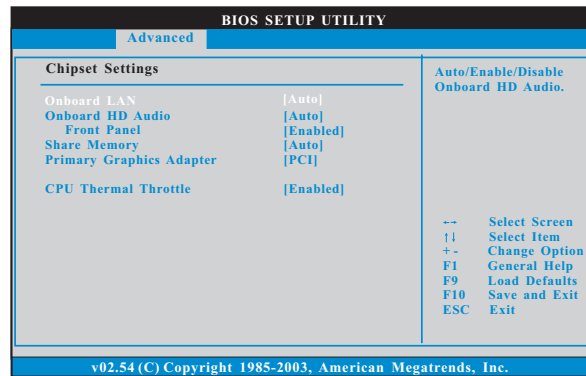 BIOS SETUP UTILITY
Advanced
Chipset Settings
Onboard LAN [Auto]
Onboard HD Audio [Auto]
Front Panel [Enabled]
Share Memory [Auto]
Primary Graphics Adapter [PCI]
CPU Thermal Throttle [Enabled]
Auto/Enable/Disable
Onboard HD Audio.
←→ Select Screen
↑↓ Select Item
+ - Change Option
F1 General Help
F9 Load Defaults
F10 Save and Exit
ESC Exit
v02.54 (C) Copyright 1985-2003, American Megatrends, Inc.